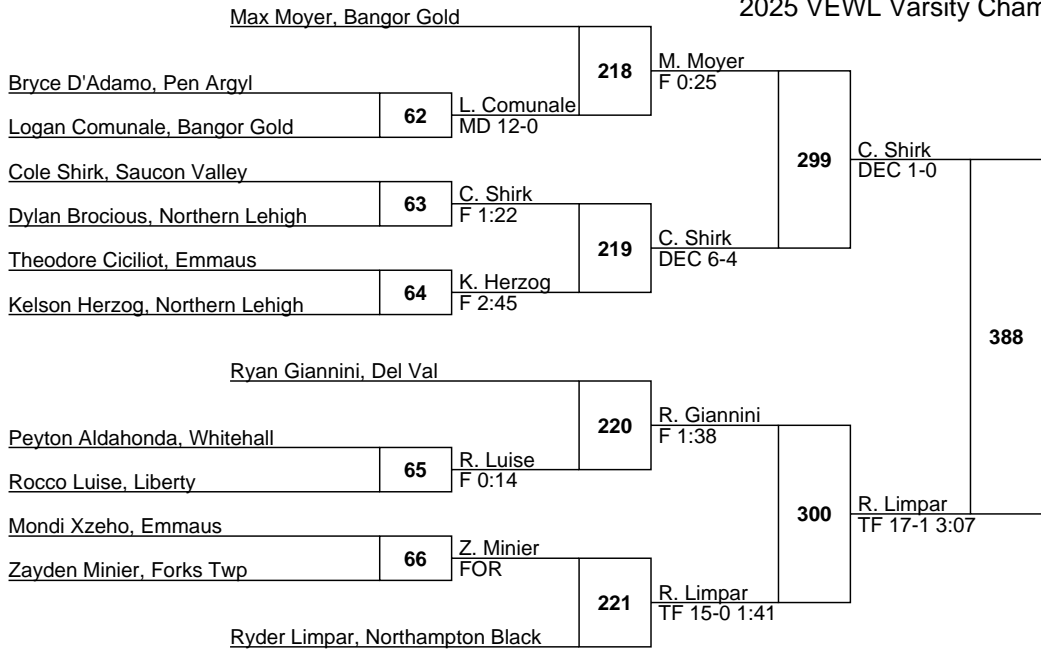 2025 VEWL Varsity Cham
Max Moyer, Bangor Gold
218
M. Moyer
F 0:25
Bryce D'Adamo, Pen Argyl
62
L. Comunale
MD 12-0
Logan Comunale, Bangor Gold
299
C. Shirk
DEC 1-0
Cole Shirk, Saucon Valley
63
C. Shirk
F 1:22
Dylan Brocious, Northern Lehigh
219
C. Shirk
DEC 6-4
Theodore Ciciliot, Emmaus
64
K. Herzog
F 2:45
Kelson Herzog, Northern Lehigh
388
Ryan Giannini, Del Val
220
R. Giannini
F 1:38
Peyton Aldahonda, Whitehall
65
R. Luise
F 0:14
Rocco Luise, Liberty
300
R. Limpar
TF 17-1 3:07
Mondi Xzeho, Emmaus
66
Z. Minier
FOR
Zayden Minier, Forks Twp
221
R. Limpar
TF 15-0 1:41
Ryder Limpar, Northampton Black